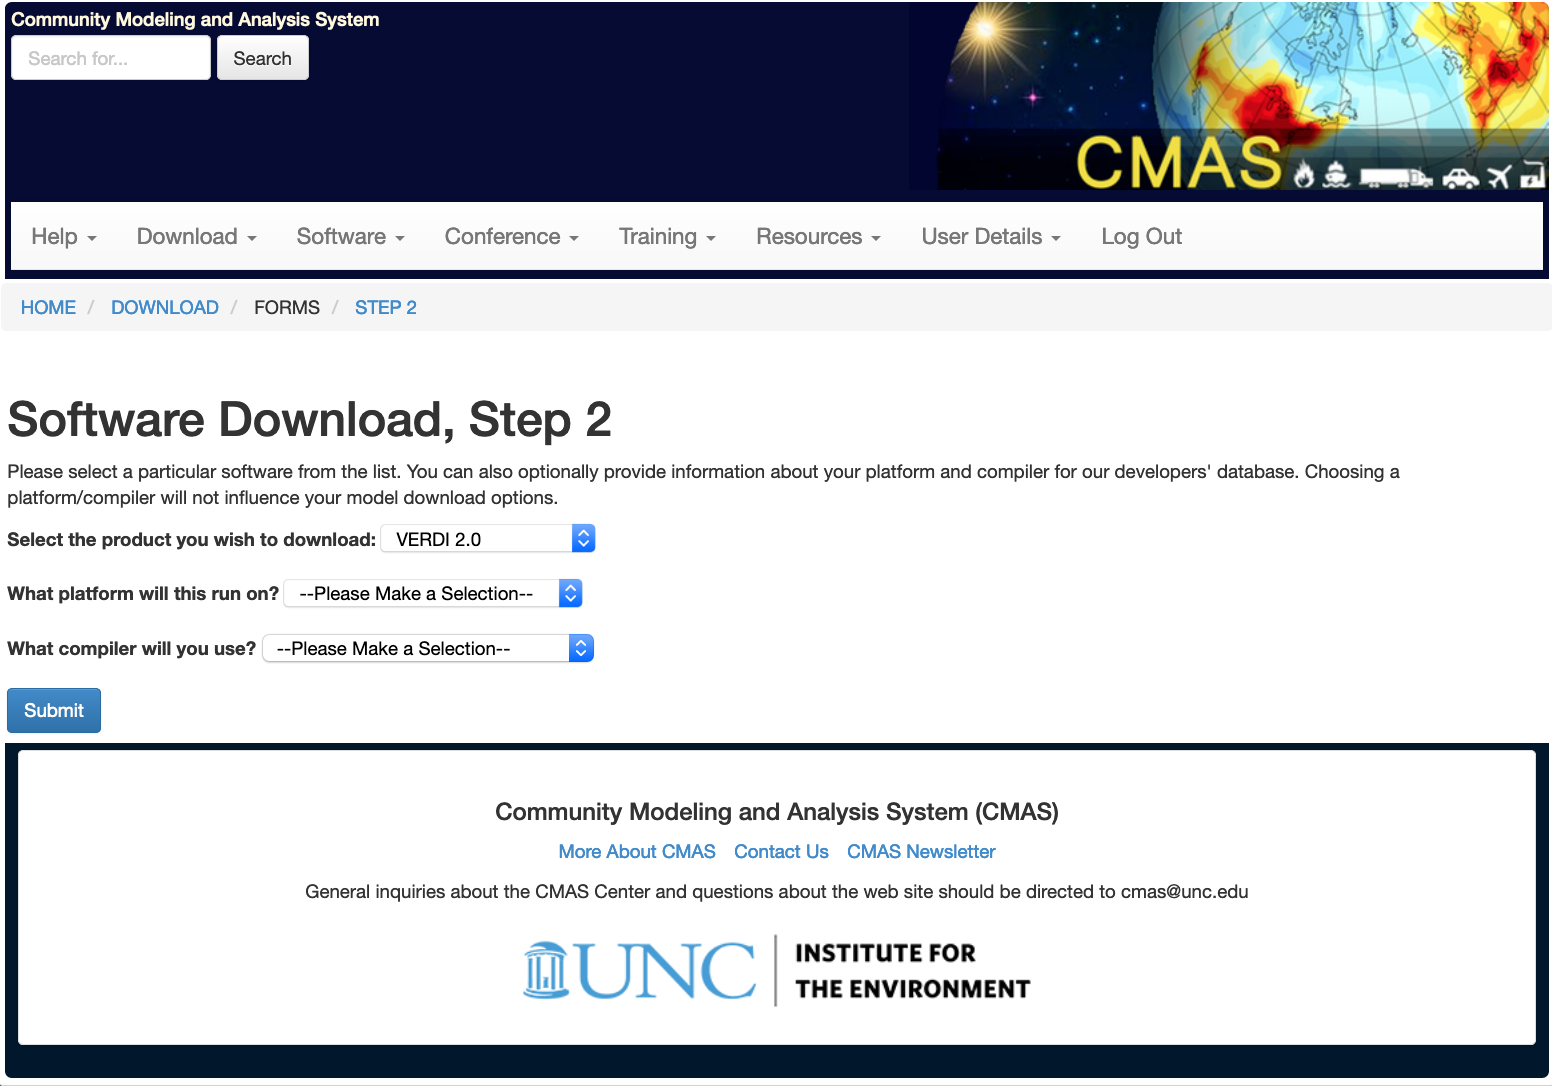 Community Modeling and Analysis System
Search for...
Search
CMAS
Help
Download
Software
Conference
Training
Resources
User Details
Log Out
HOME / DOWNLOAD / FORMS / STEP 2
Software Download, Step 2
Please select a particular software from the list. You can also optionally provide information about your platform and compiler for our developers' database. Choosing a
platform/compiler will not influence your model download options.
Select the product you wish to download: VERDI 2.0
What platform will this run on? --Please Make a Selection--
What compiler will you use? --Please Make a Selection--
Submit
Community Modeling and Analysis System (CMAS)
More About CMAS Contact Us CMAS Newsletter
General inquiries about the CMAS Center and questions about the web site should be directed to cmas@unc.edu
UNC
INSTITUTE FOR
THE ENVIRONMENT